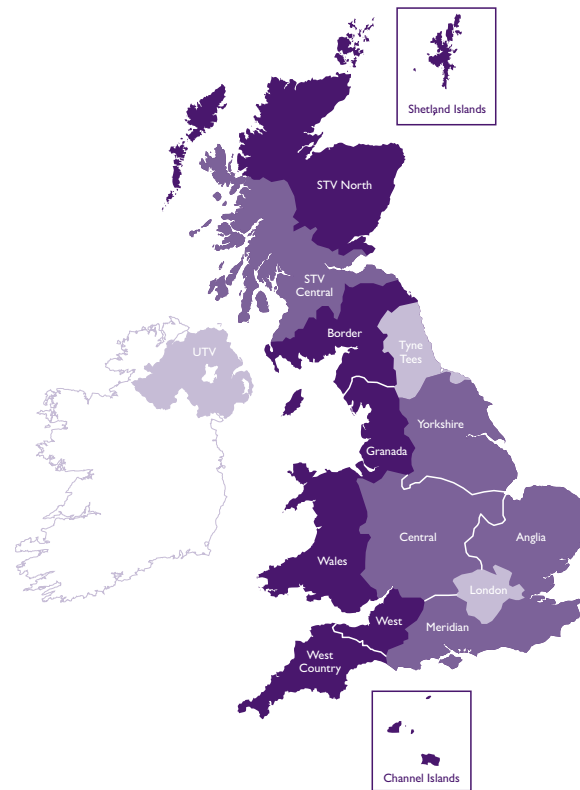 Shetland Islands
STV North
STV
Central
Border
UTV
Tyne
Tees
Yorkshire
Granada
Central
Anglia
Wales
London
West
Meridian
West
Country
Channel Islands